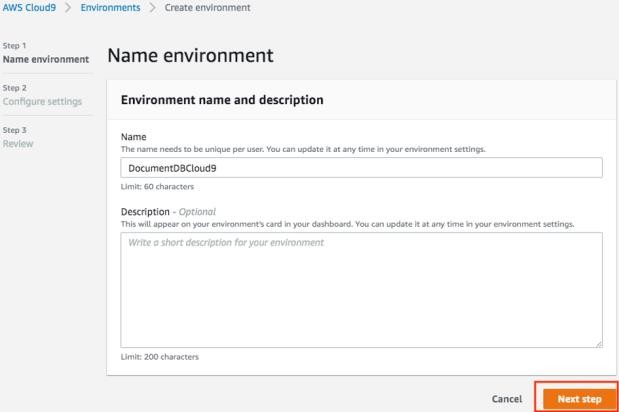 AWS Cloud9 > Environments > Create environment
Step 1
Name environment
Step 2
Configure settings
Step 3
Review
Name environment
Environment name and description
Name
The name needs to be unique per user. You can update it at any time in your environment settings.
DocumentDBCloud9
Limit: 60 characters
Description - Optional
This will appear on your environment's card in your dashboard. You can update it at any time in your environment settings.
Write a short description for your environment
Limit: 200 characters
Cancel Next step